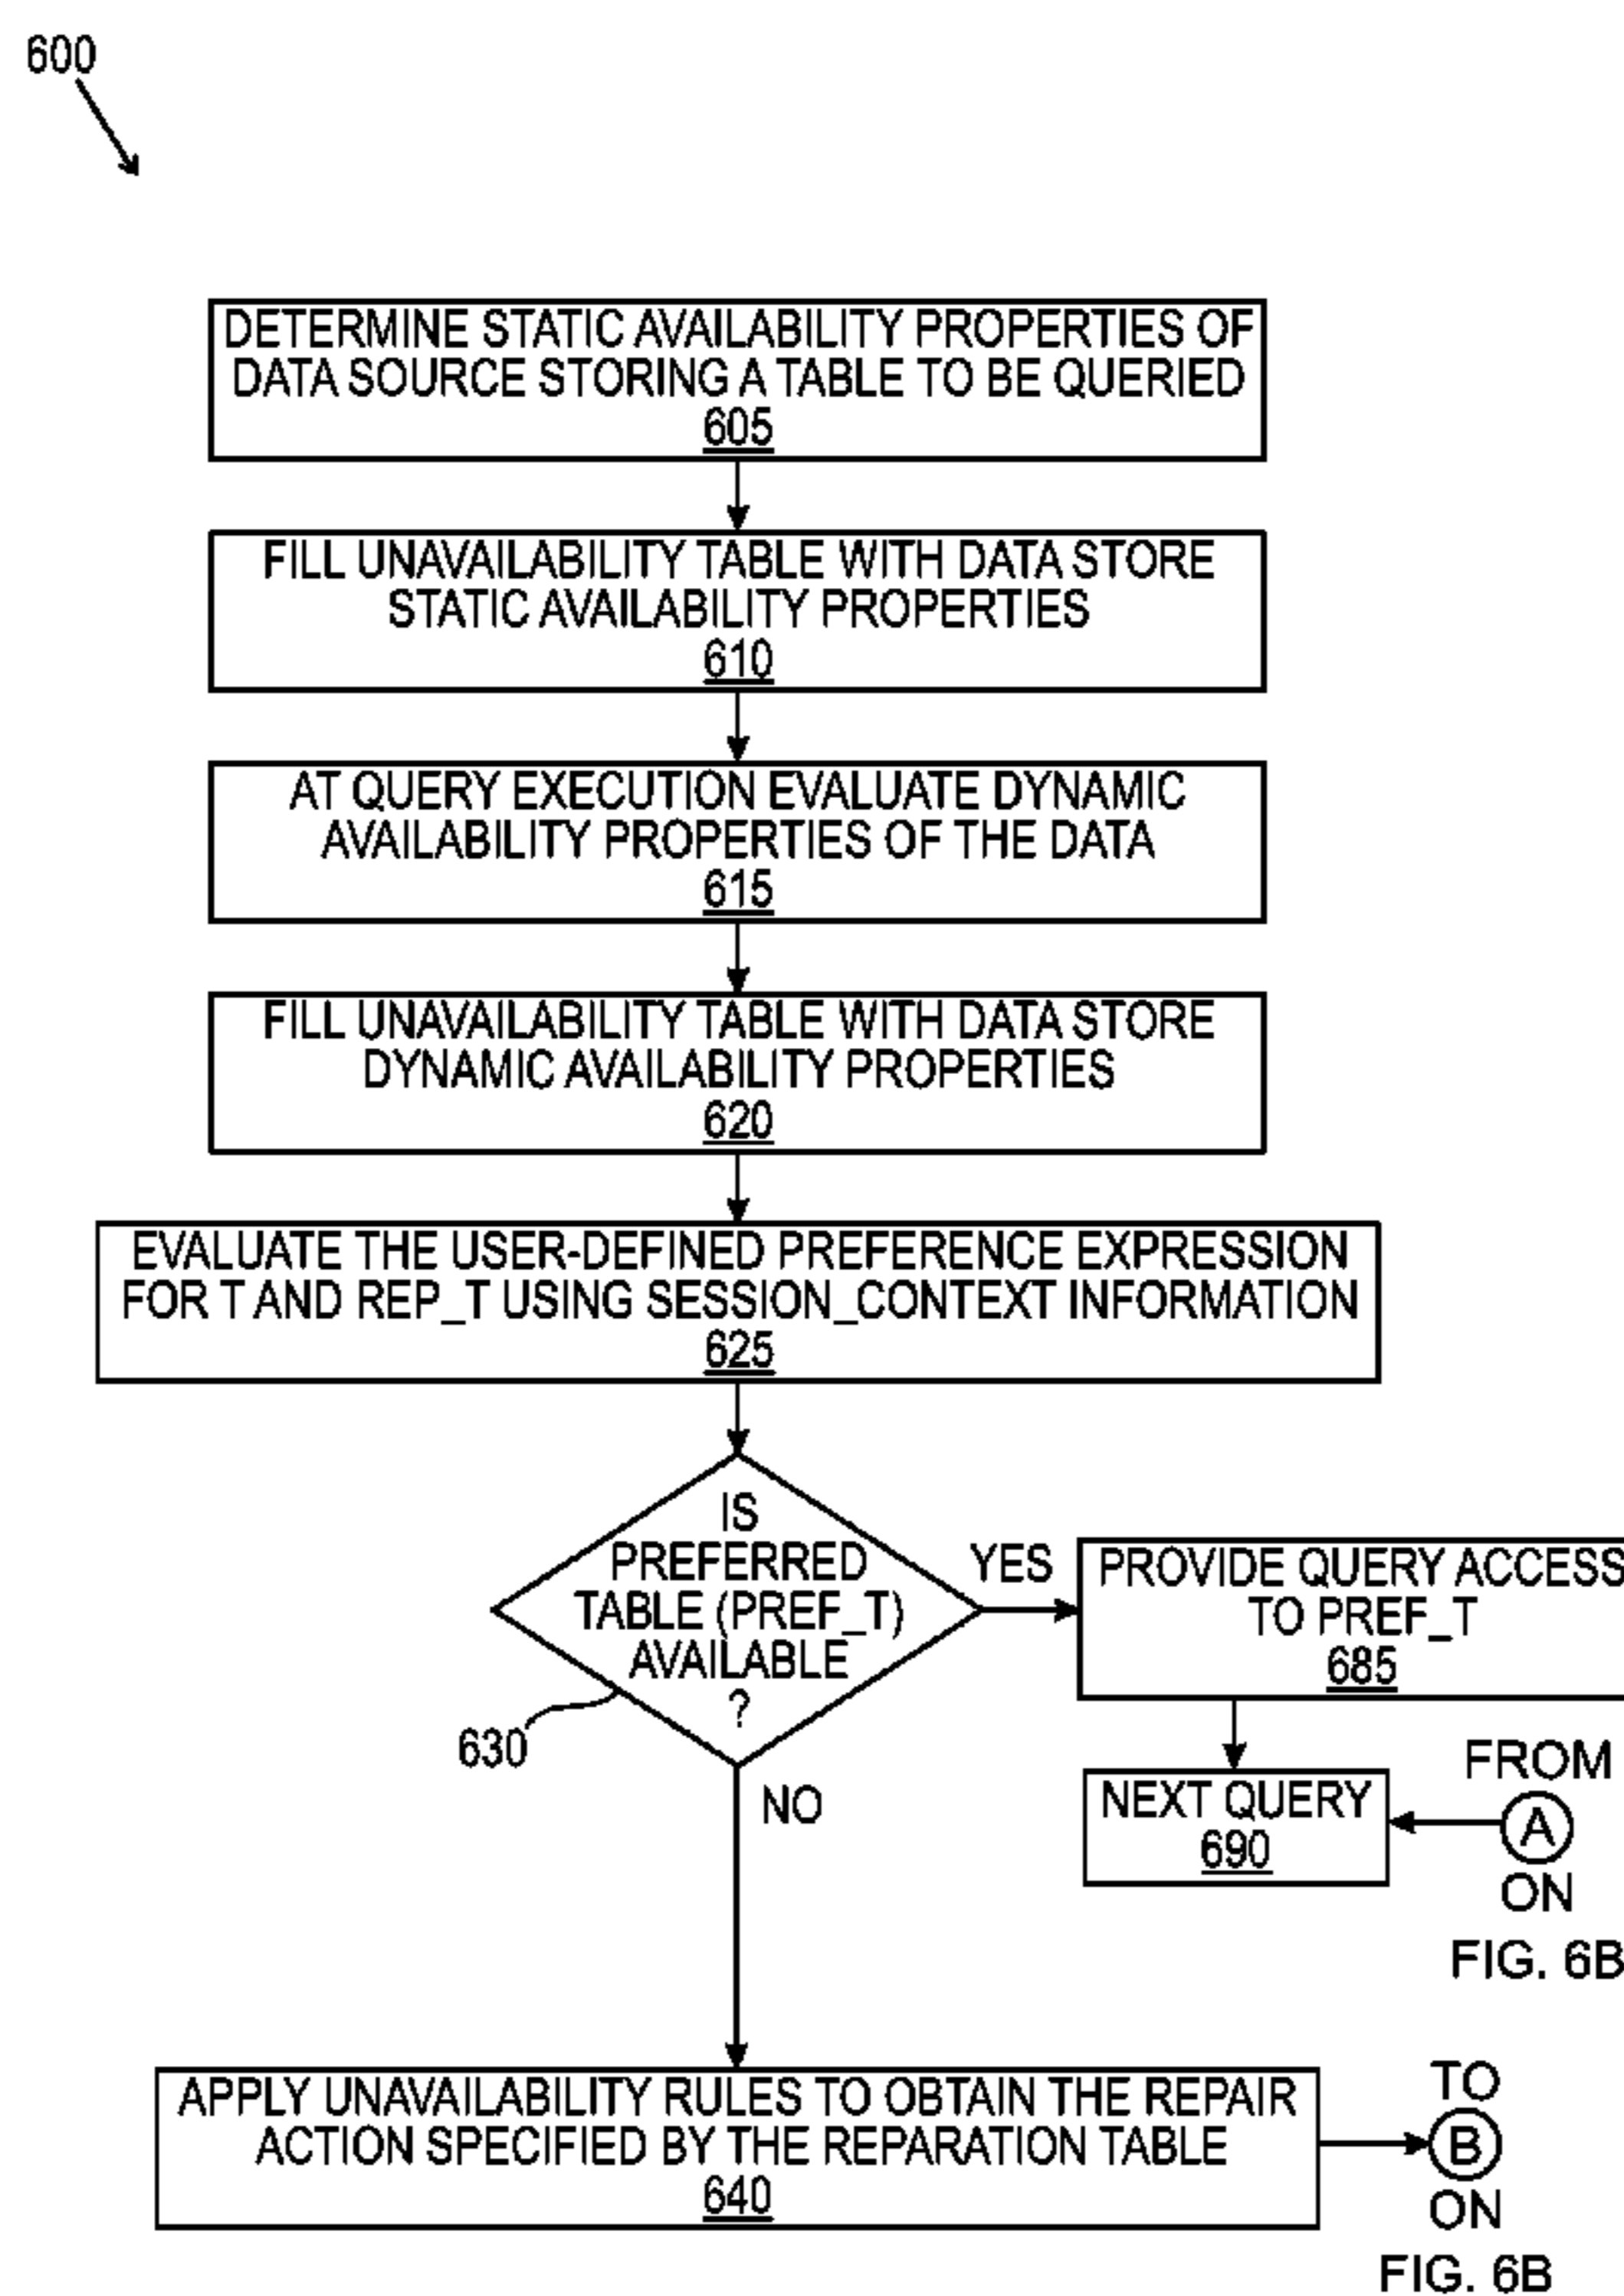 600
DETERMINE STATIC AVAILABILITY PROPERTIES OF
DATA SOURCE STORING A TABLE TO BE QUERIED
605
FILL UNAVAILABILITY TABLE WITH DATA STORE
STATIC AVAILABILITY PROPERTIES
610
AT QUERY EXECUTION EVALUATE DYNAMIC
AVAILABILITY PROPERTIES OF THE DATA
615
FILL UNAVAILABILITY TABLE WITH DATA STORE
DYNAMIC AVAILABILITY PROPERTIES
620
EVALUATE THE USER-DEFINED PREFERENCE EXPRESSION
FOR T AND REP_T USING SESSION_CONTEXT INFORMATION
625
IS
PREFERRED
TABLE (PREF_T)
AVAILABLE
?
630
YES
PROVIDE QUERY ACCESS
TO PREF_T
685
NO
NEXT QUERY
690
FROM
A
ON
FIG. 6B
APPLY UNAVAILABILITY RULES TO OBTAIN THE REPAIR
ACTION SPECIFIED BY THE REPARATION TABLE
640
TO
B
ON
FIG. 6B